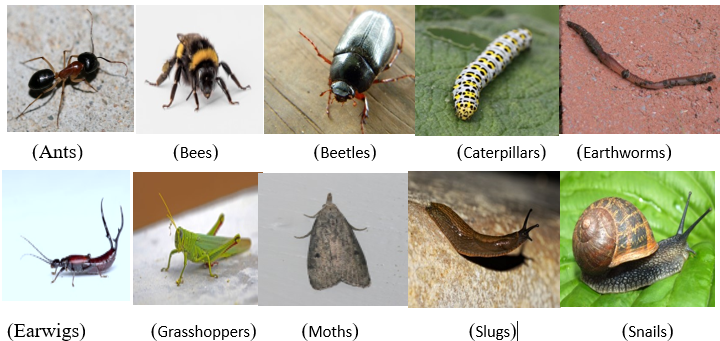 (Ants) (Bees) (Beetles) (Caterpillars) (Earthworms)
(Earwigs) (Grasshoppers) (Moths) (Slugs) (Snails)